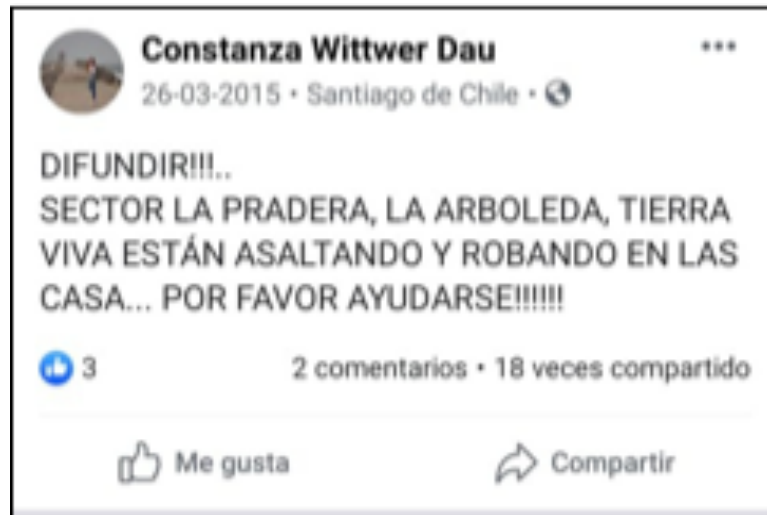 Constanza Wittwer Dau
26-03-2015 • Santiago de Chile •
DIFUNDIR!!!..
SECTOR LA PRADERA, LA ARBOLEDA, TIERRA
VIVA ESTÁN ASALTANDO Y ROBANDO EN LAS
CASA... POR FAVOR AYUDARSE!!!!!!
3
2 comentarios • 18 veces compartido
Me gusta
Compartir